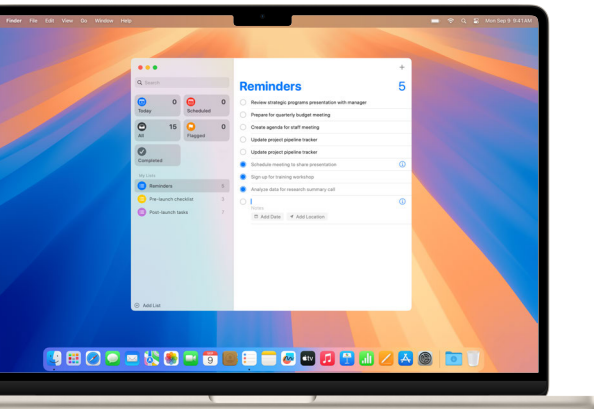 Finder File Edit View Go Window Help
Mon Sep 9 9:41 AM
Search
0
Today
0
Scheduled
15
All
0
Flagged
Completed
My Lists
Reminders 5
Pre-launch checklist 3
Post-launch tasks 7
Add List
Reminders 5
Review strategic programs presentation with manager
Prepare for quarterly budget meeting
Create agenda for staff meeting
Update project pipeline tracker
Update project pipeline tracker
Schedule meeting to share presentation
Sign up for training workshop
Analyze data for research summary call
Notes
Add Date Add Location
9
tv